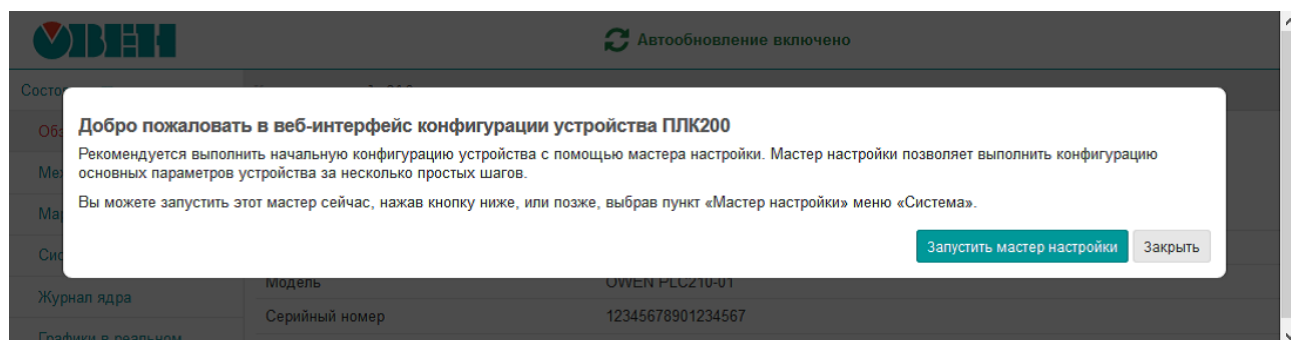 ОВЕН
Автообновление включено
Добро пожаловать в веб-интерфейс конфигурации устройства ПЛК200
Рекомендуется выполнить начальную конфигурацию устройства с помощью мастера настройки. Мастер настройки позволяет выполнить конфигурацию
основных параметров устройства за несколько простых шагов.
Вы можете запустить этот мастер сейчас, нажав кнопку ниже, или позже, выбрав пункт «Мастер настройки» меню «Система».
Запустить мастер настройки Закрыть
Модель OWEN PLC210-01
Журнал ядра
Серийный номер 12345678901234567
Графики в реальном